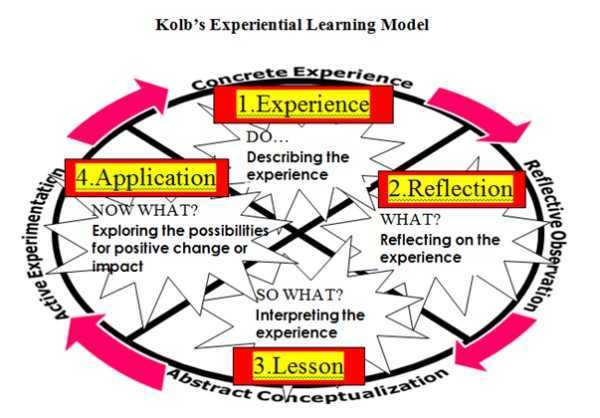 Kolb's Experiential Learning Model
Concrete Experience
1.Experience
DO...
Describing the
experience
Reflective Observation
2.Reflection
WHAT?
Reflecting on the
experience
SO WHAT?
Interpreting the
experience
3.Lesson
Abstract Conceptualization
4.Application
NOW WHAT?
Exploring the possibilities
for positive change or
impact
Active Experimentation